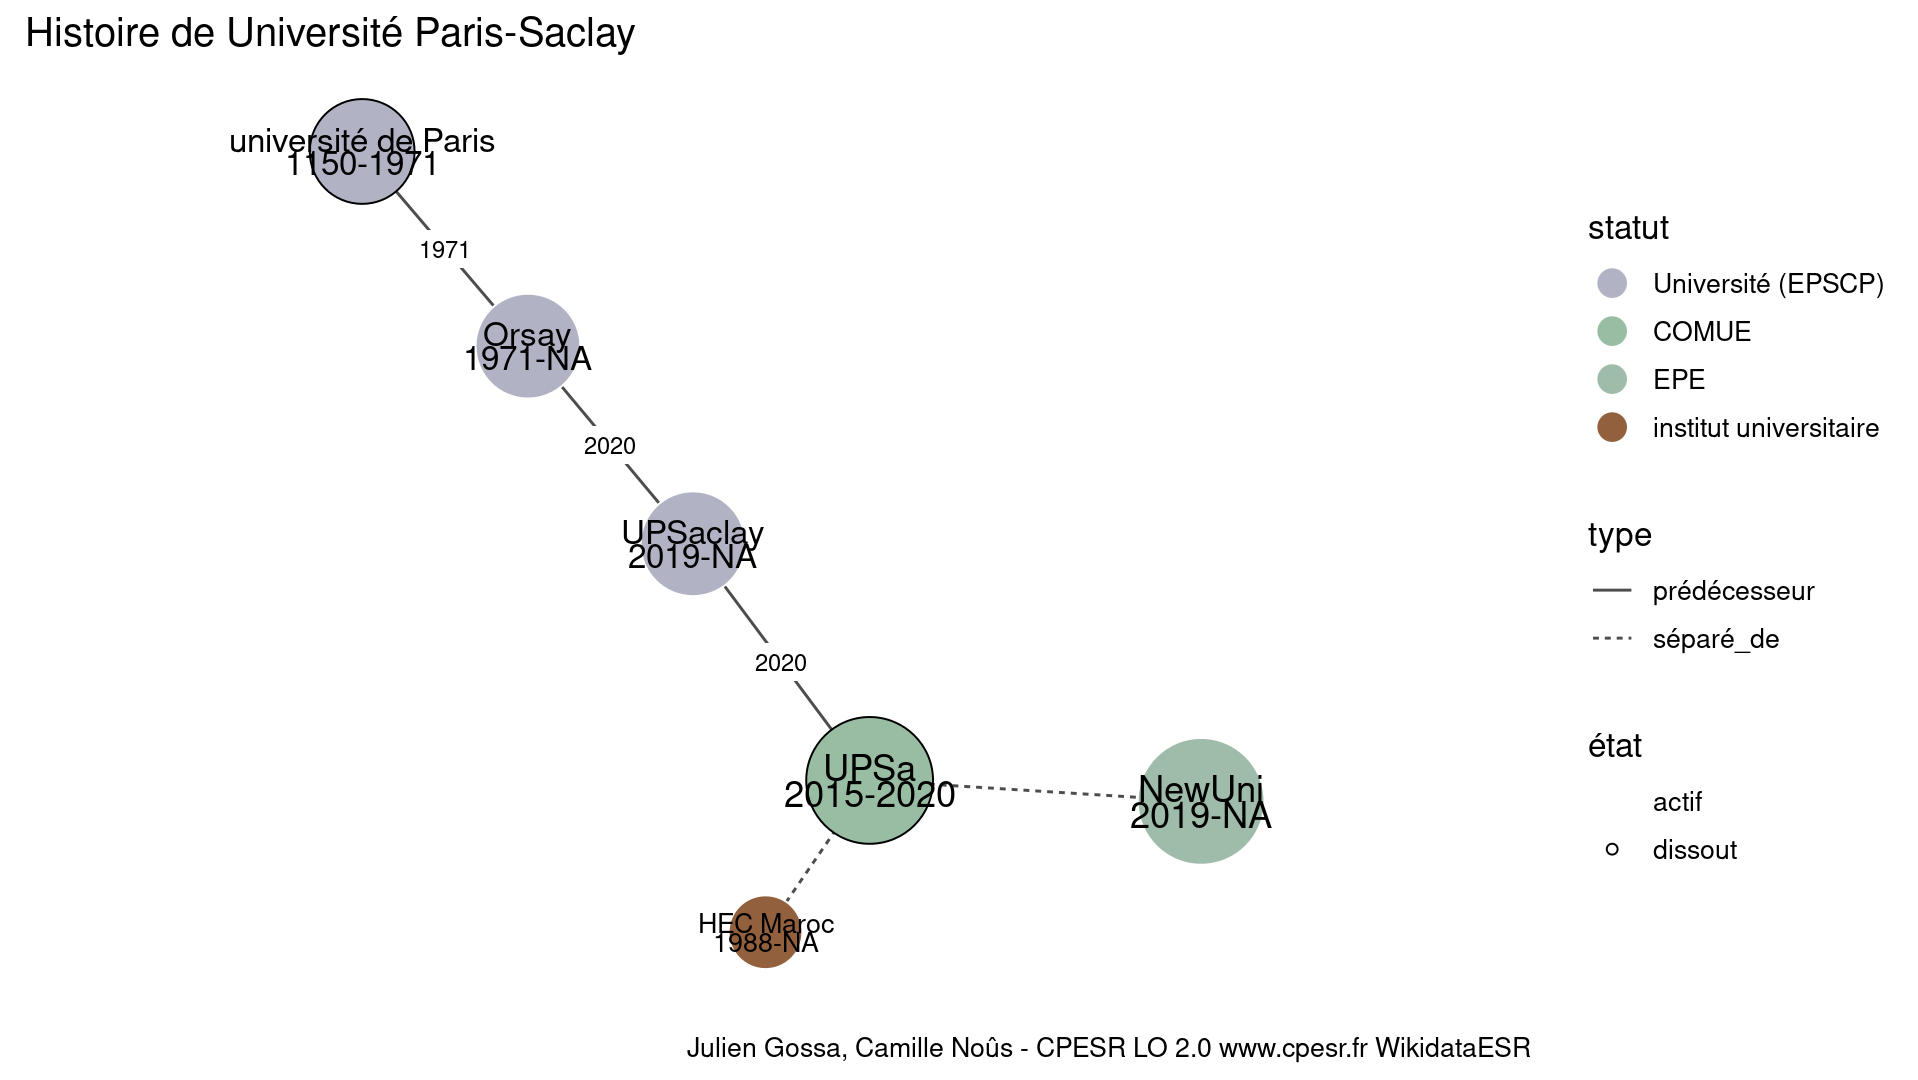 Histoire de Université Paris-Saclay
université de Paris
1150-1971
1971
Orsay
1971-NA
2020
UPSaclay
2019-NA
2020
UPSa
2015-2020
NewUni
2019-NA
HEC Maroc
1988-NA
statut
Université (EPSCP)
COMUE
EPE
institut universitaire
type
prédécesseur
séparé_de
état
actif
dissout
Julien Gossa, Camille Noûs - CPESR LO 2.0 www.cpesr.fr WikidataESR